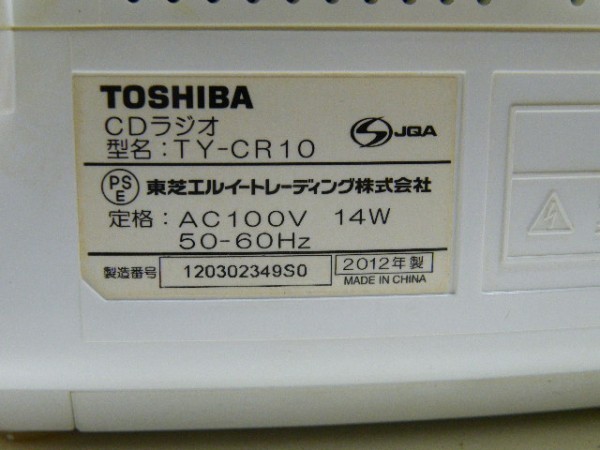 TOSHIBA
CDラジオ
型名：TY-CR10
JQA
PS
E
東芝エルイートレーディング株式会社
定格：AC100V 14W
50-60Hz
製造番号 120302349S0 2012年製
MADE IN CHINA